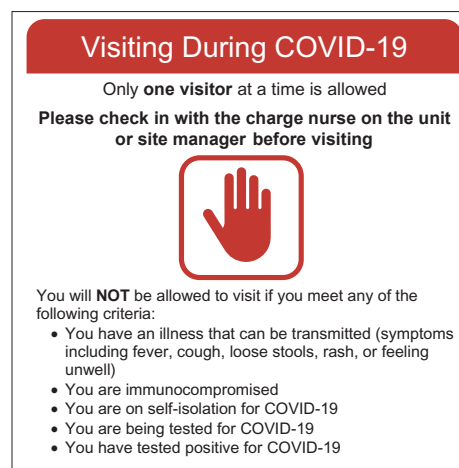 Visiting During COVID-19
Only one visitor at a time is allowed
Please check in with the charge nurse on the unit
or site manager before visiting
You will NOT be allowed to visit if you meet any of the
following criteria:
• You have an illness that can be transmitted (symptoms
including fever, cough, loose stools, rash, or feeling
unwell)
• You are immunocompromised
• You are on self-isolation for COVID-19
• You are being tested for COVID-19
• You have tested positive for COVID-19